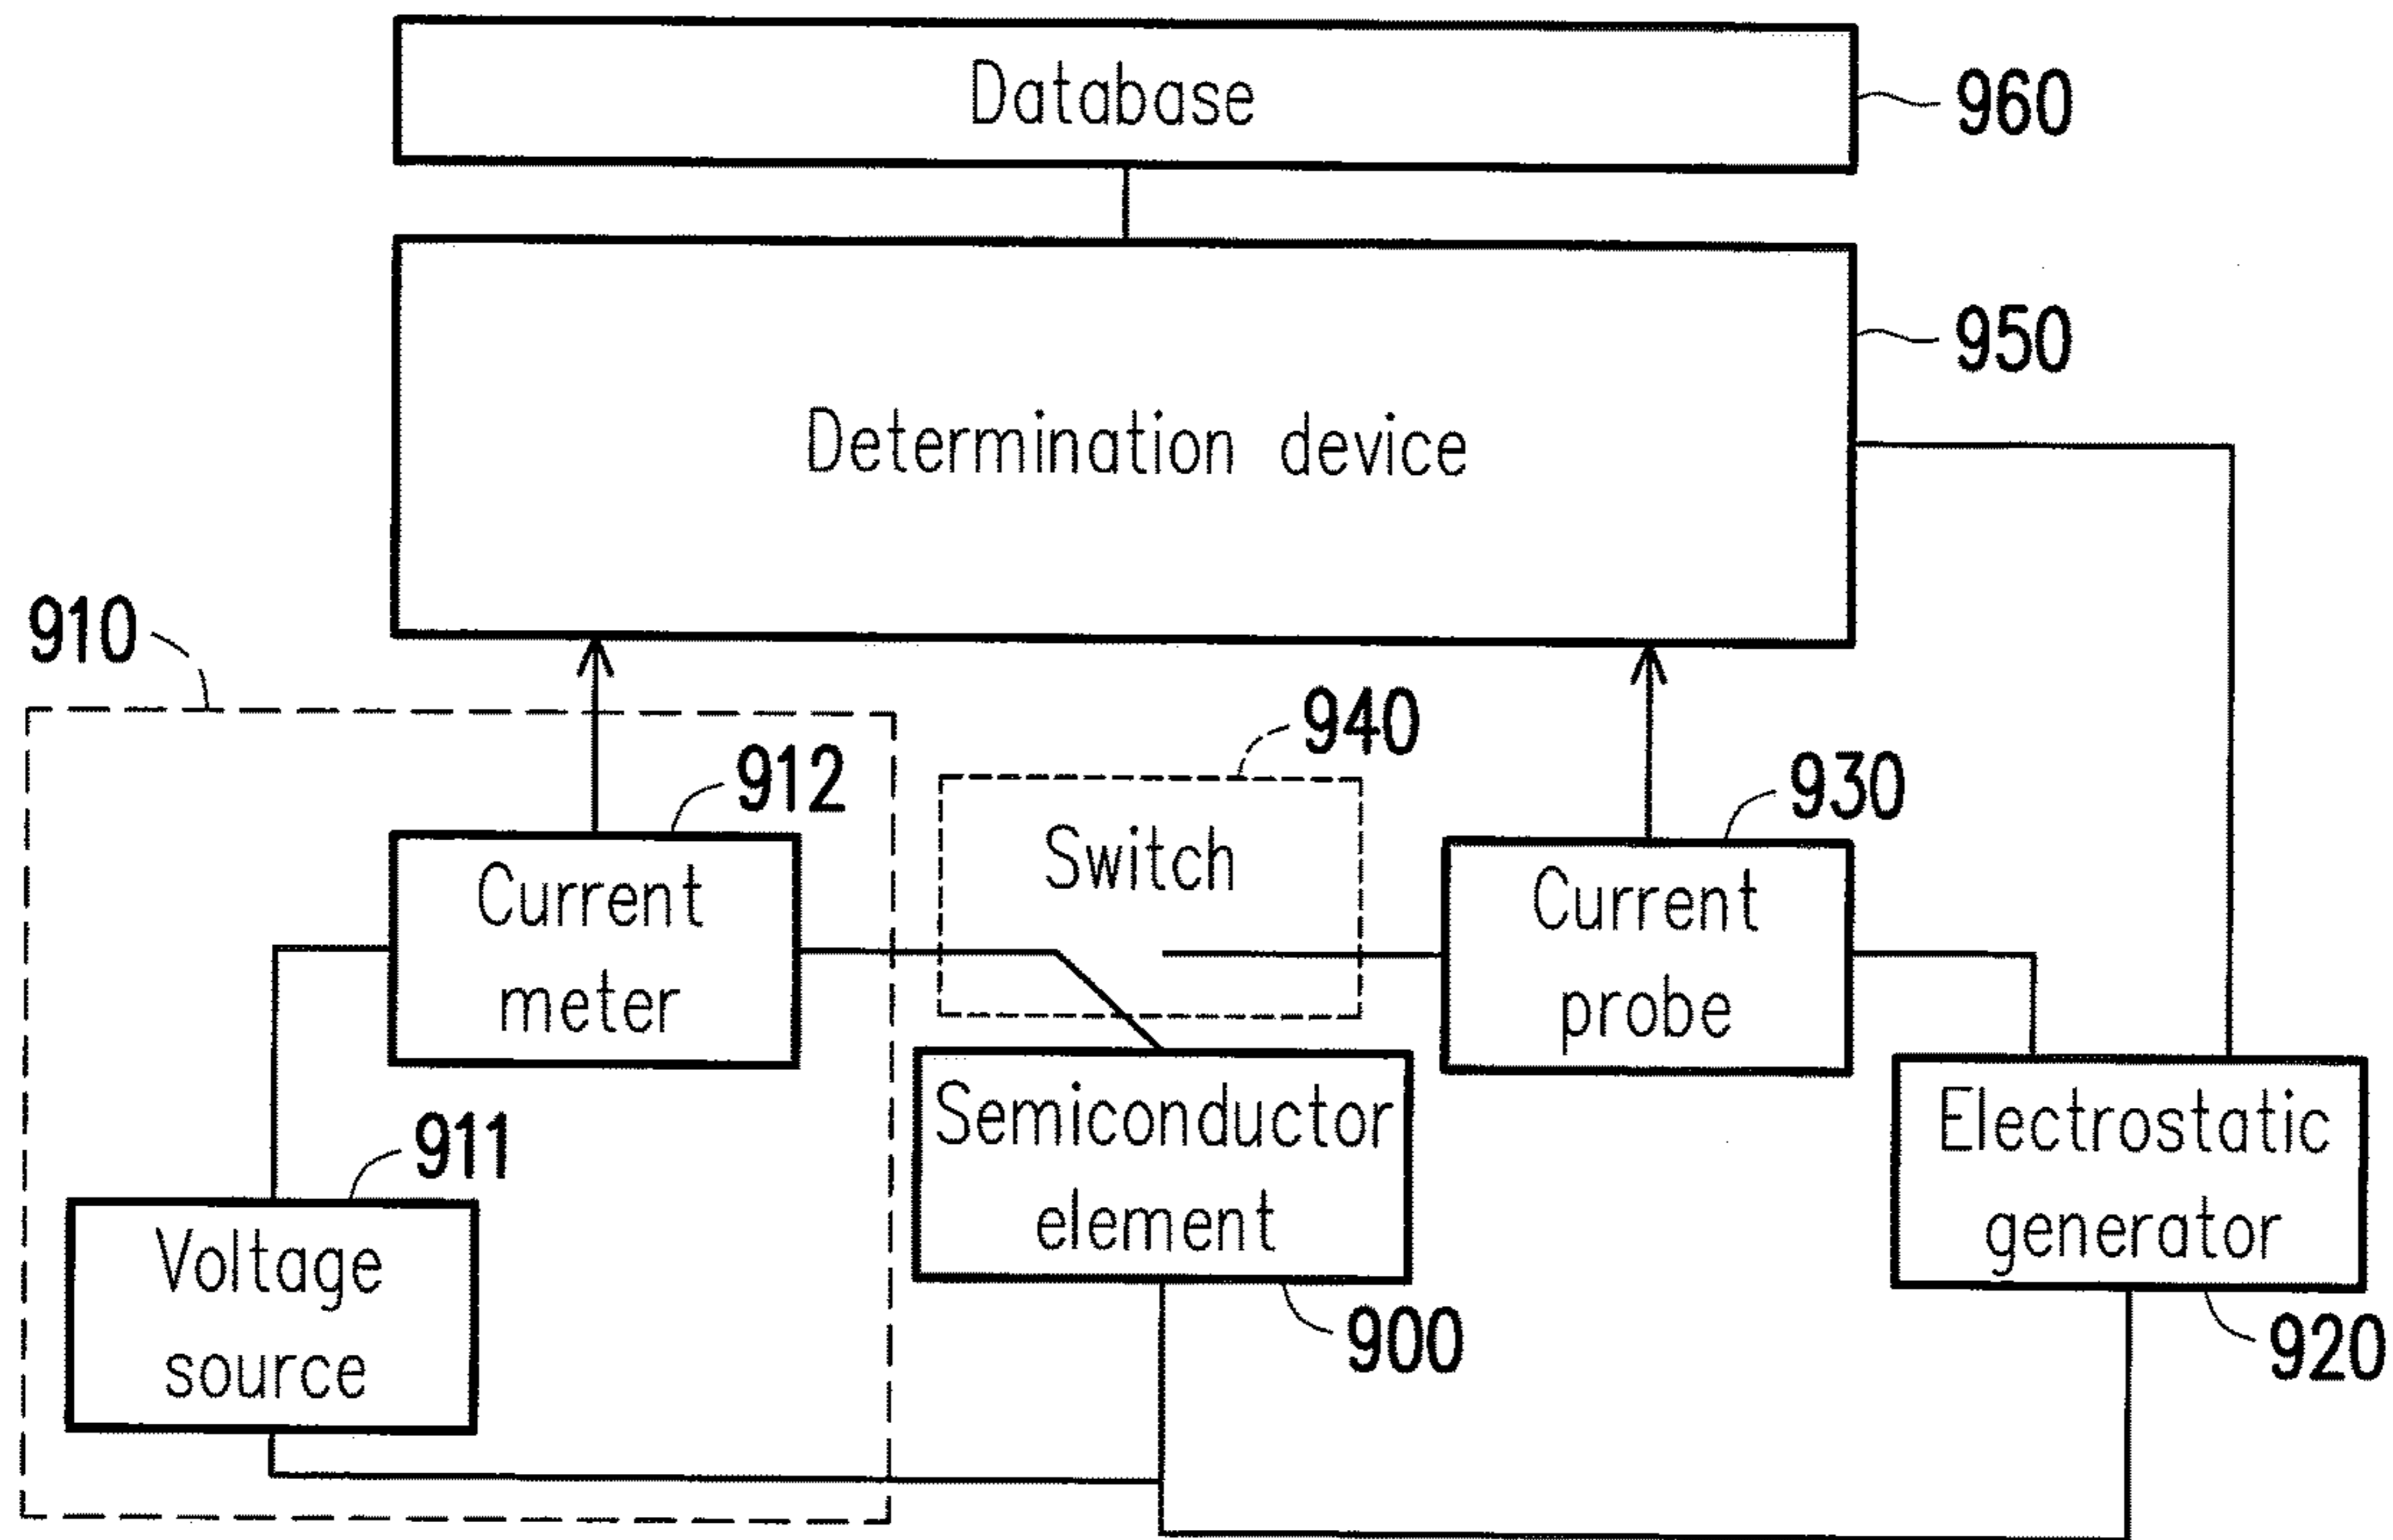 Database
960
Determination device
950
910
940
912
930
Switch
Current
meter
Current
probe
911
Semiconductor
element
Electrostatic
generator
Voltage
source
900
920